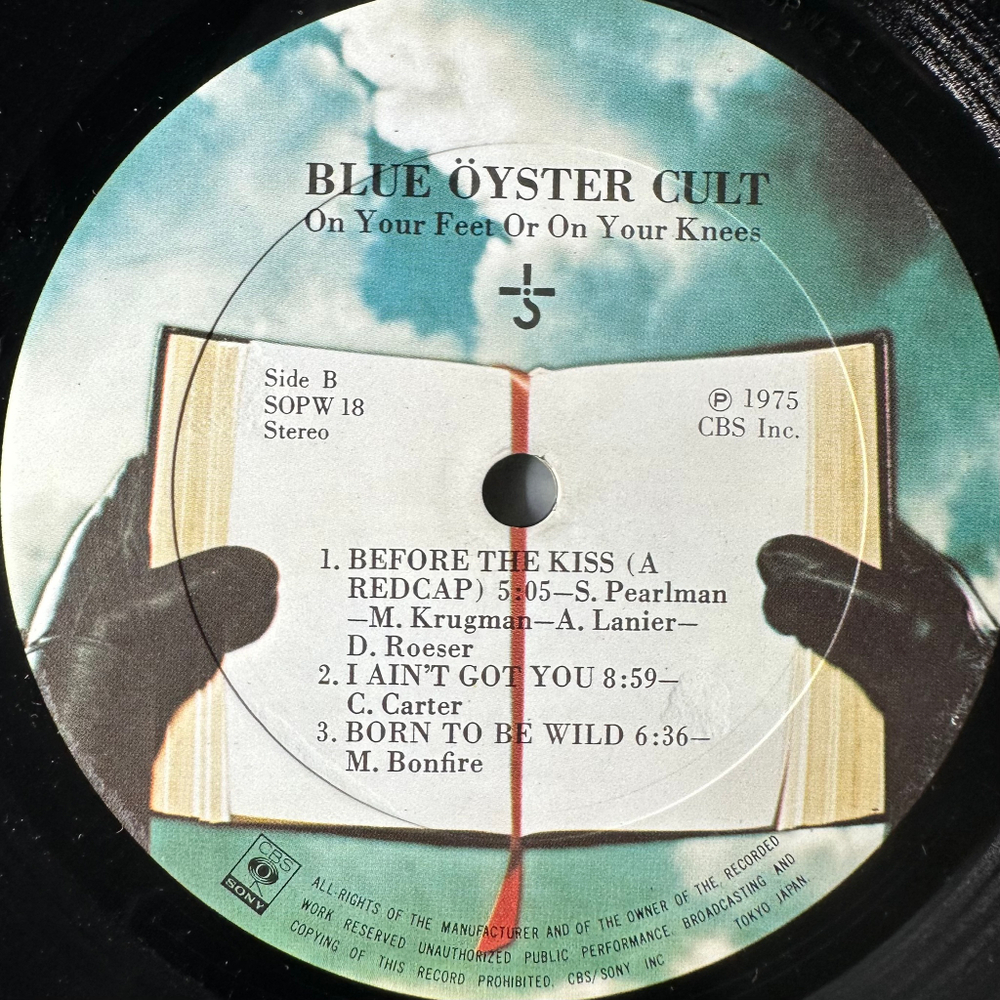 BLUE ÖYSTER CULT
On Your Feet Or On Your Knees
Side B
SOPW 18
Stereo
Ⓟ 1975
CBS Inc.
1. BEFORE THE KISS (A
REDCAP) 5:05—S. Pearlman
—M. Krugman—A. Lanier—
D. Roeser
2. I AIN'T GOT YOU 8:59—
C. Carter
3. BORN TO BE WILD 6:36—
M. Bonfire
CBS
SONY
ALL-RIGHTS OF THE MANUFACTURER AND OF THE OWNER OF THE RECORDED
WORK RESERVED UNAUTHORIZED PUBLIC PERFORMANCE. BROADCASTING AND
COPYING OF THIS RECORD PROHIBITED. CBS/SONY INC TOKYO JAPAN.